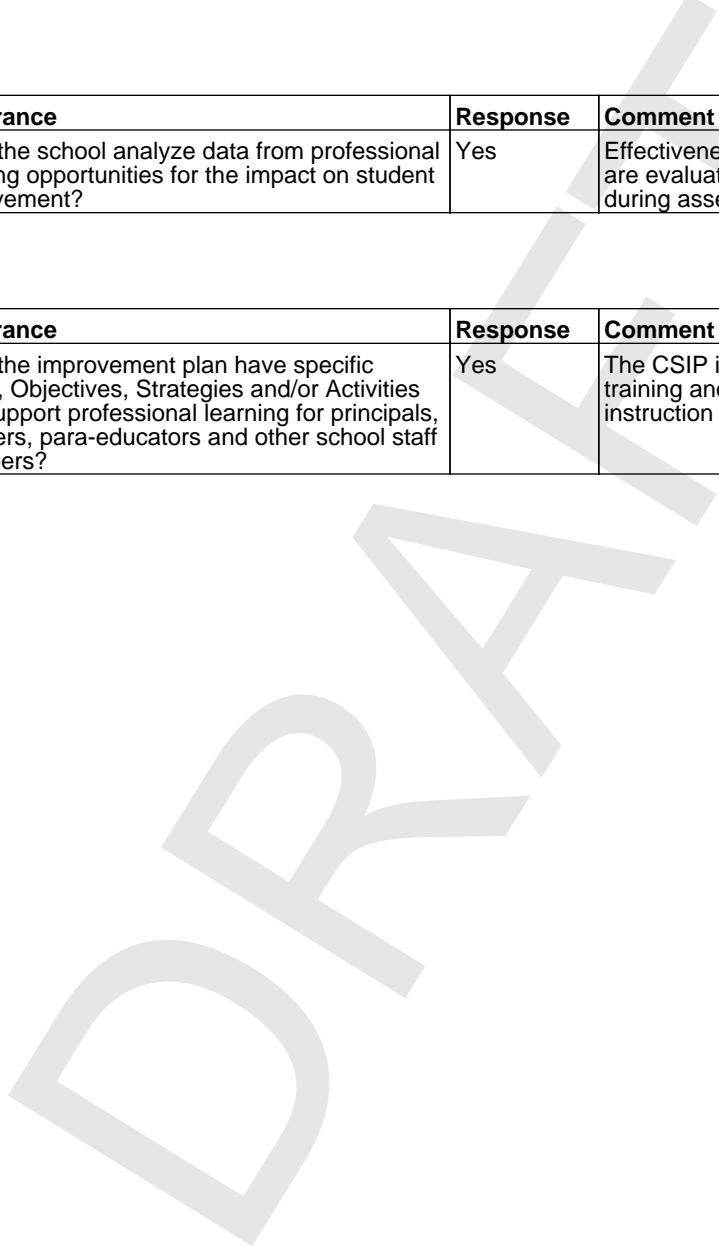 rance Response Comment
the school analyze data from professional Yes Effectivene
ng opportunities for the impact on student are evaluat
vement? during asse
rance Response Comment
the improvement plan have specific Yes The CSIP i
, Objectives, Strategies and/or Activities training and
upport professional learning for principals, instruction
ers, para-educators and other school staff
bers?
DRAFT